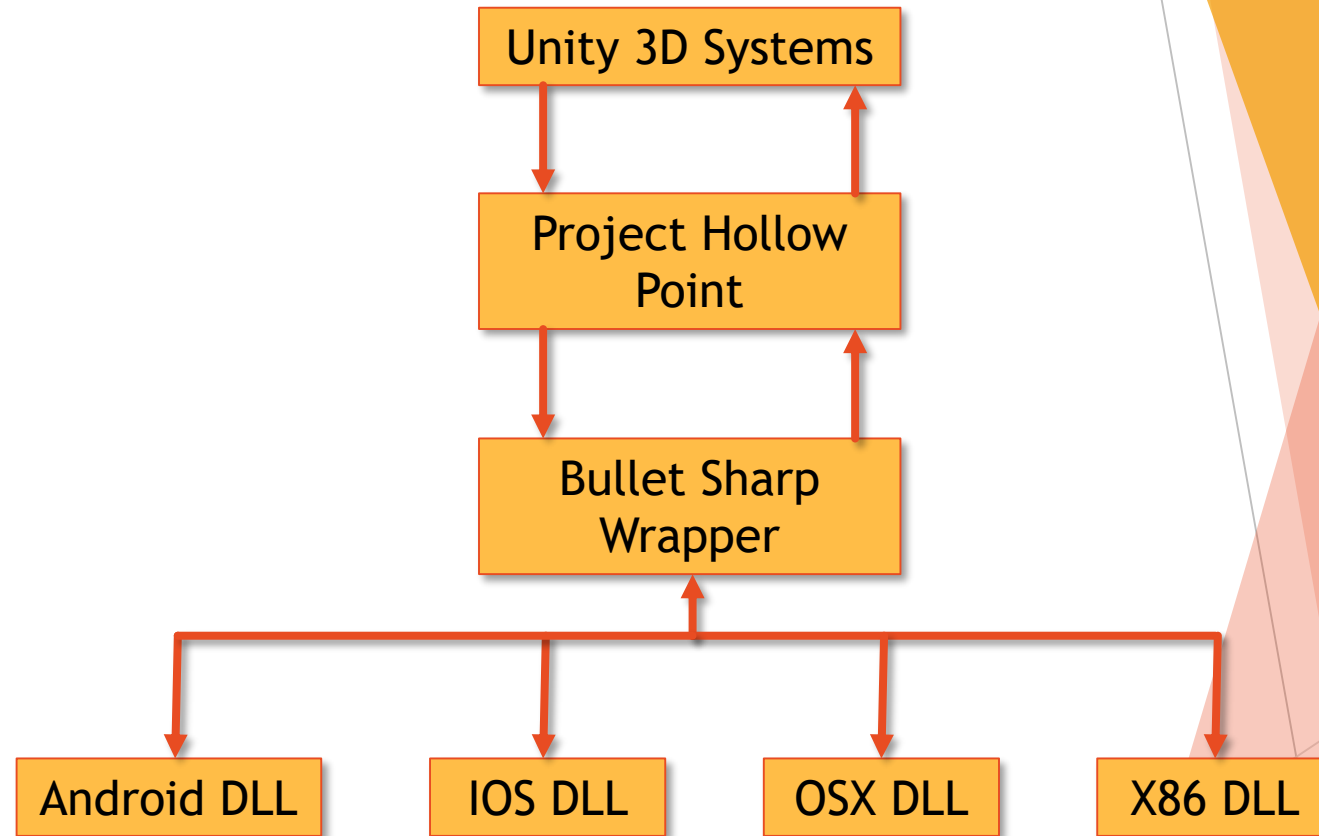 Unity 3D Systems
Project Hollow
Point
Bullet Sharp
Wrapper
Android DLL
IOS DLL
OSX DLL
X86 DLL